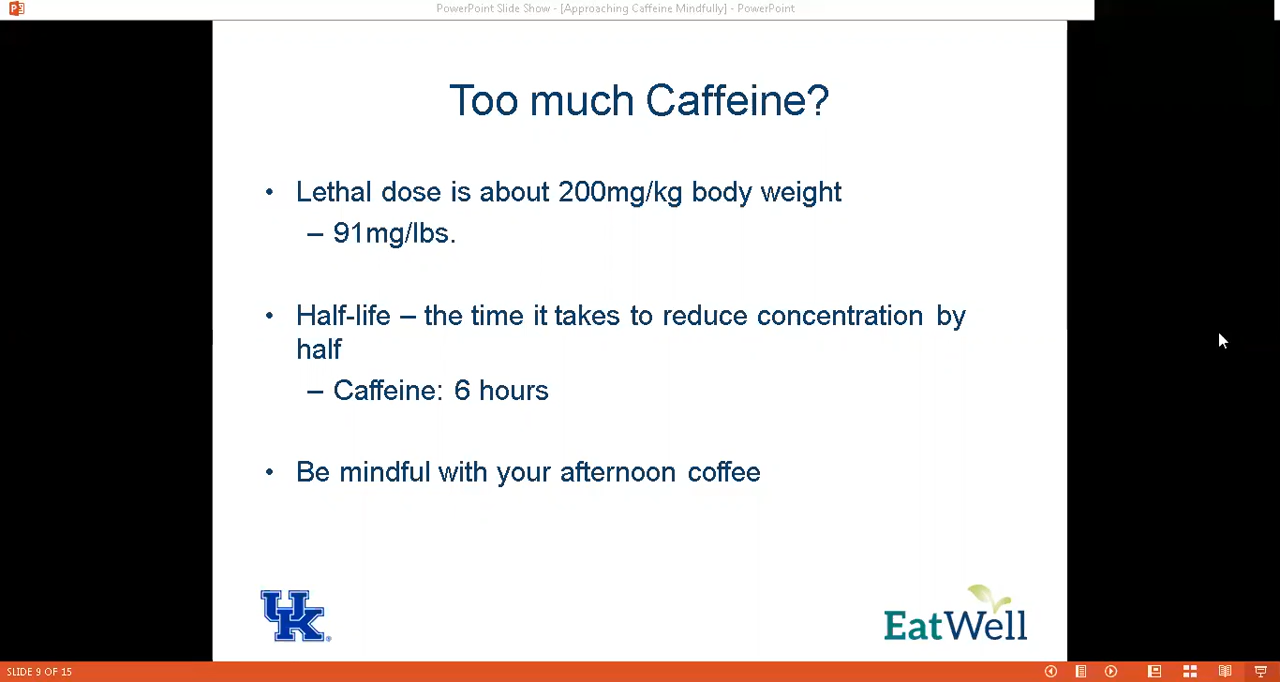 PowerPoint Slide Show - [Approaching Caffeine Mindfully] - PowerPoint
Too much Caffeine?
• Lethal dose is about 200mg/kg body weight
– 91mg/lbs.
• Half-life – the time it takes to reduce concentration by
half
– Caffeine: 6 hours
• Be mindful with your afternoon coffee
UK®
EatWell
SLIDE 9 OF 15